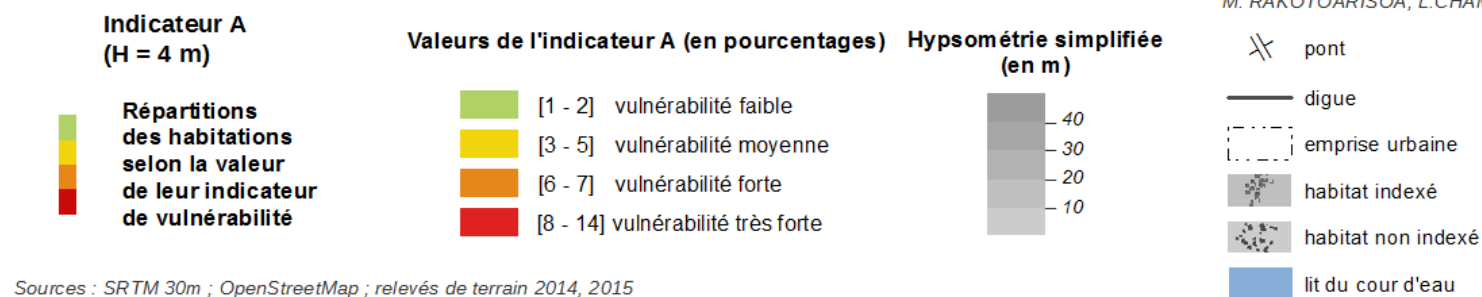 M. RAKOTOARISOA, L.CHAM
Indicateur A
(H = 4 m)
Répartitions
des habitations
selon la valeur
de leur indicateur
de vulnérabilité
Valeurs de l'indicateur A (en pourcentages)
[1 - 2] vulnérabilité faible
[3 - 5] vulnérabilité moyenne
[6 - 7] vulnérabilité forte
[8 - 14] vulnérabilité très forte
Hypsométrie simplifiée
(en m)
40
30
20
10
pont
digue
emprise urbaine
habitat indexé
habitat non indexé
lit du cour d'eau
Sources : SRTM 30m ; OpenStreetMap ; relevés de terrain 2014, 2015